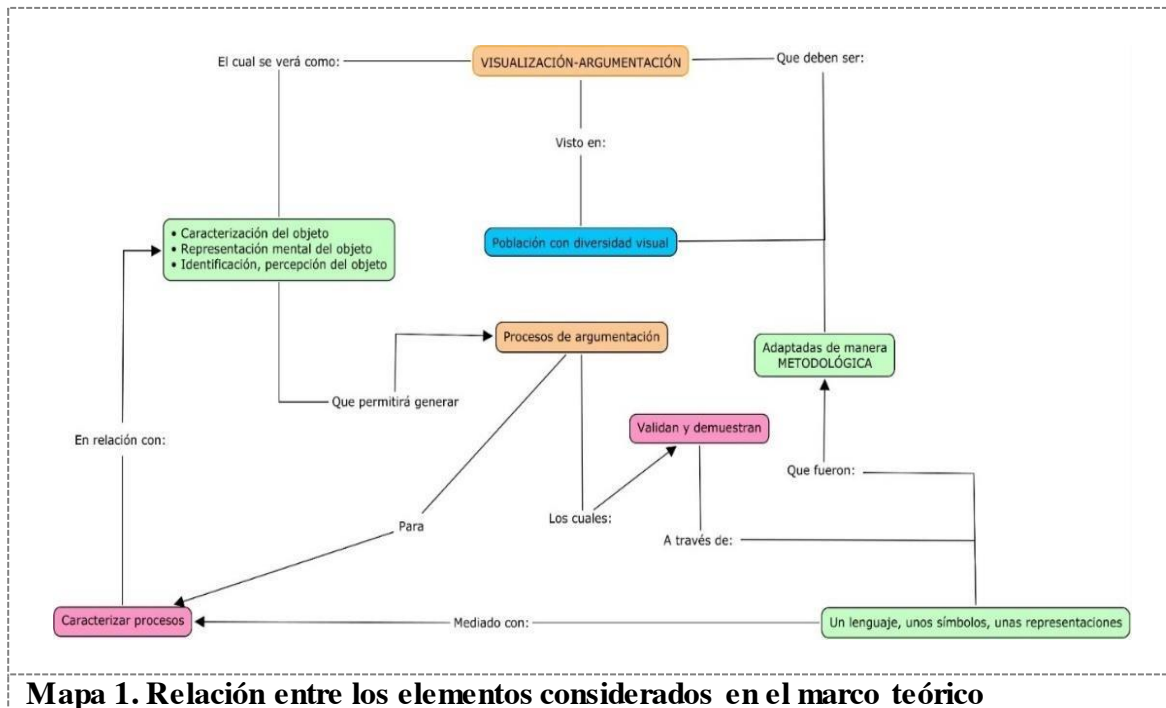 El cual se verá como:
VISUALIZACIÓN-ARGUMENTACIÓN
Que deben ser:
Visto en:
• Caracterización del objeto
• Representación mental del objeto
• Identificación, percepción del objeto
Población con diversidad visual
Procesos de argumentación
Adaptadas de manera
METODOLÓGICA
Que permitirá generar
Validan y demuestran
En relación con:
Que fueron:
Los cuales:
Para
A través de:
Caracterizar procesos
Mediado con:
Un lenguaje, unos símbolos, unas representaciones
Mapa 1. Relación entre los elementos considerados en el marco teórico